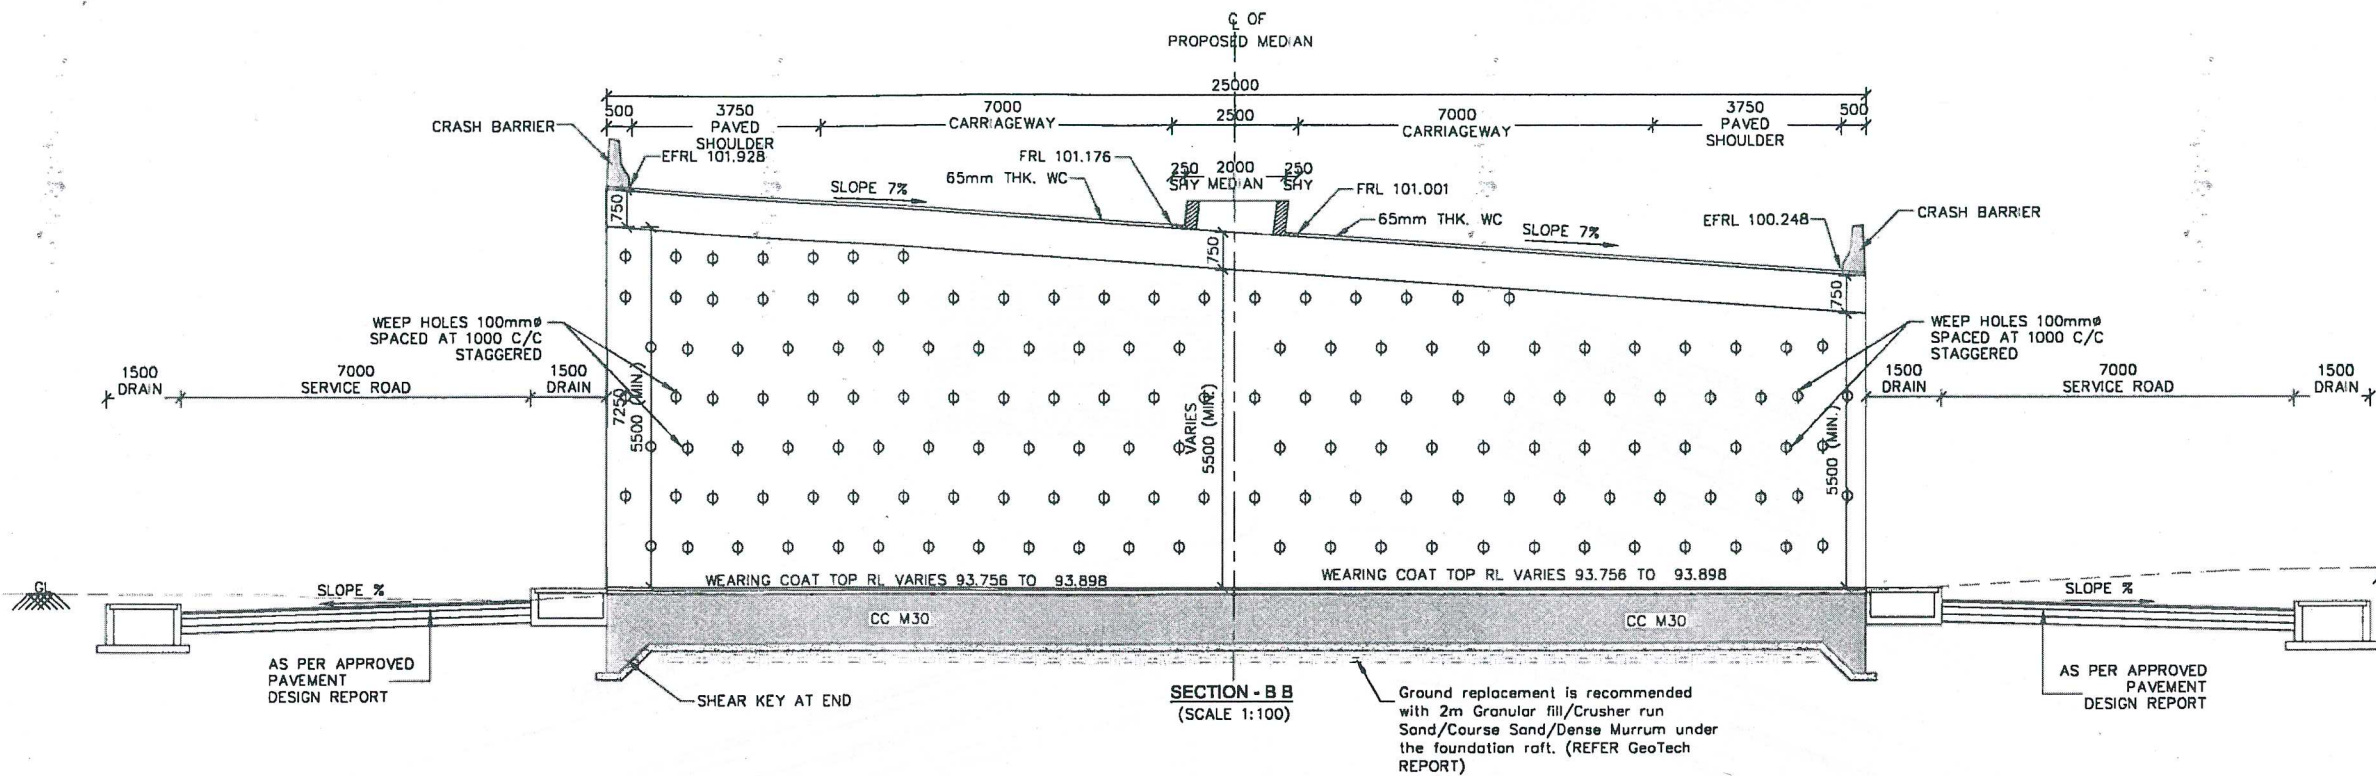 ℄ OF
PROPOSED MEDIAN
25000
500 3750 7000 2500 7000 3750 500
PAVED
SHOULDER
CARRIAGEWAY
CARRIAGEWAY
PAVED
SHOULDER
CRASH BARRIER
EFRL 101.928
FRL 101.176
65mm THK. WC
250 2000 250
SHY MEDIAN SHY
FRL 101.001
65mm THK. WC
EFRL 100.248
CRASH BARRIER
SLOPE 7%
SLOPE 7%
750
750
750
WEEP HOLES 100mmø
SPACED AT 1000 C/C
STAGGERED
WEEP HOLES 100mmø
SPACED AT 1000 C/C
STAGGERED
1500
DRAIN
7000
SERVICE ROAD
1500
DRAIN
7250
5500 (MIN.)
VARIES
5500 (MIN.)
5500 (MIN.)
1500
DRAIN
7000
SERVICE ROAD
1500
DRAIN
WEARING COAT TOP RL VARIES 93.756 TO 93.898
WEARING COAT TOP RL VARIES 93.756 TO 93.898
GL
SLOPE %
SLOPE %
CC M30
CC M30
AS PER APPROVED
PAVEMENT
DESIGN REPORT
SHEAR KEY AT END
SECTION - B B
(SCALE 1:100)
Ground replacement is recommended
with 2m Granular fill/Crusher run
Sand/Course Sand/Dense Murrum under
the foundation raft. (REFER GeoTech
REPORT)
AS PER APPROVED
PAVEMENT
DESIGN REPORT